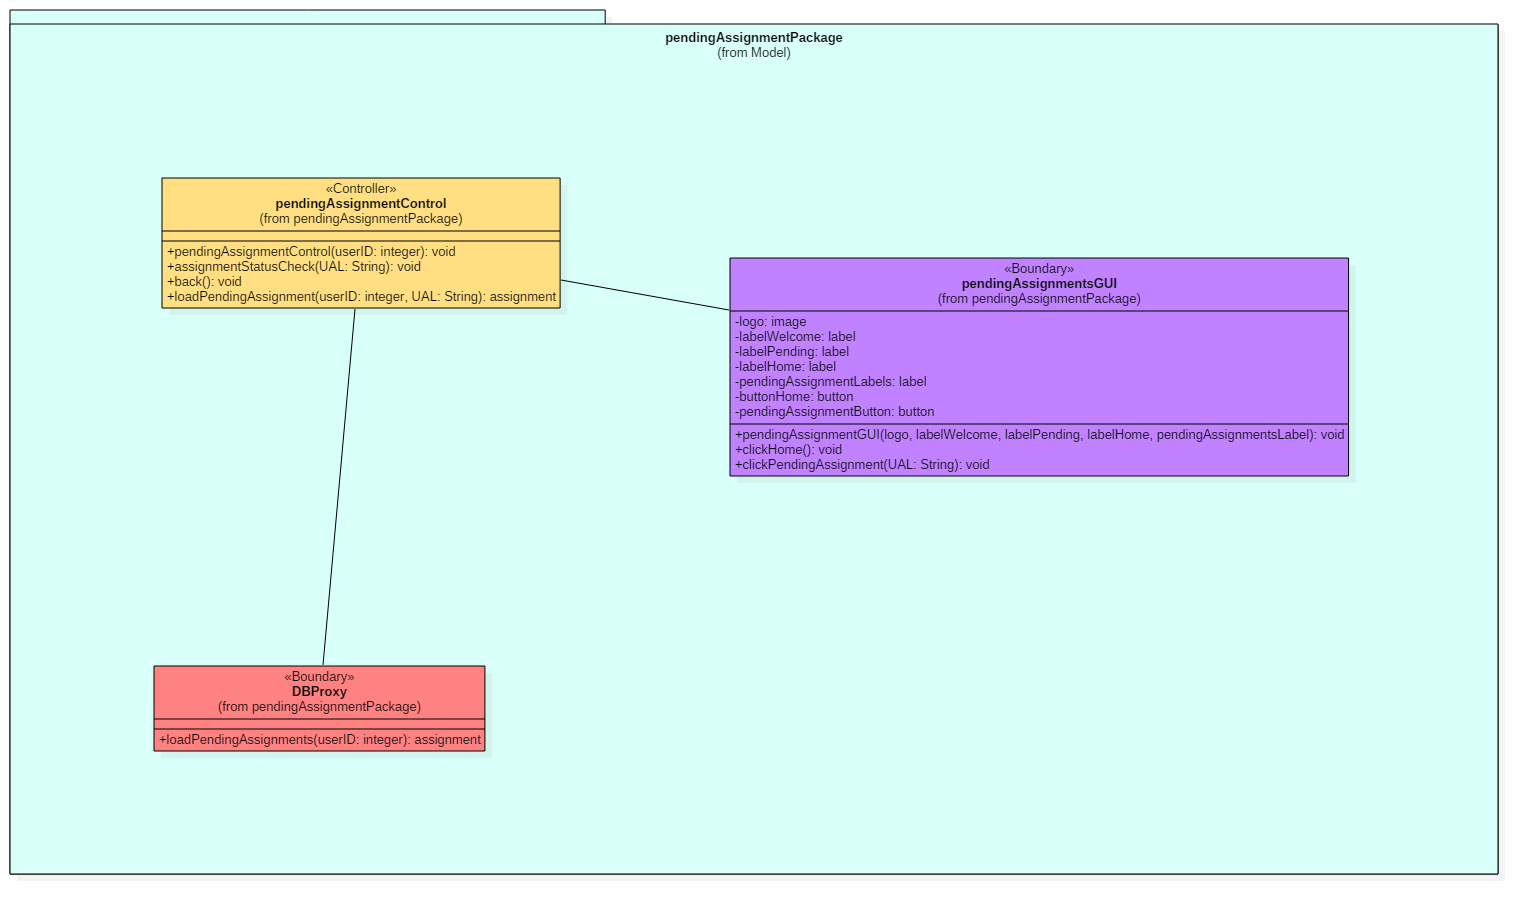 pendingAssignmentPackage
(from Model)
«Controller»
pendingAssignmentControl
(from pendingAssignmentPackage)
+pendingAssignmentControl(userID: integer): void
+assignmentStatusCheck(UAL: String): void
+back(): void
+loadPendingAssignment(userID: integer, UAL: String): assignment
«Boundary»
pendingAssignmentsGUI
(from pendingAssignmentPackage)
-logo: image
-labelWelcome: label
-labelPending: label
-labelHome: label
-pendingAssignmentLabels: label
-buttonHome: button
-pendingAssignmentButton: button
+pendingAssignmentGUI(logo, labelWelcome, labelPending, labelHome, pendingAssignmentsLabel): void
+clickHome(): void
+clickPendingAssignment(UAL: String): void
«Boundary»
DBProxy
(from pendingAssignmentPackage)
+loadPendingAssignments(userID: integer): assignment